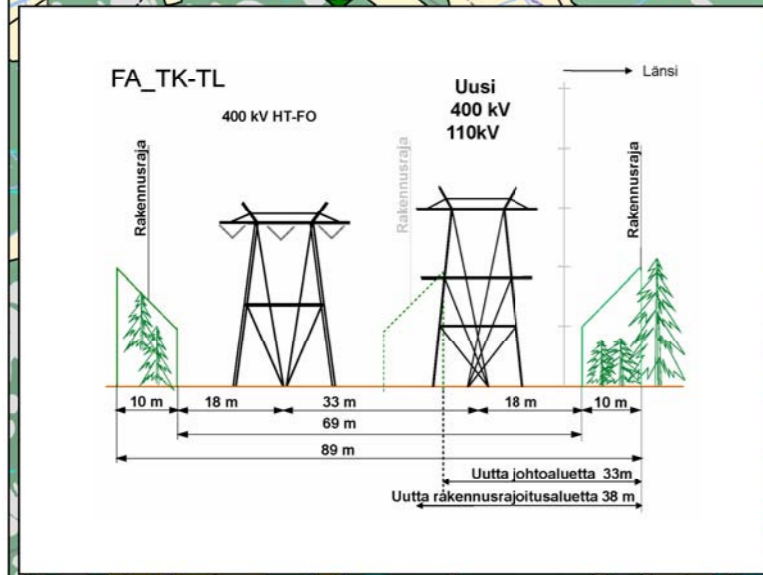 FA_TK-TL
Länsi
400 kV HT-FO
Uusi
400 kV
110kV
Rakennusraja
Rakennusraja
Rakennusraja
10 m
18 m
33 m
18 m
10 m
69 m
89 m
Uutta johtoaluetta 33m
Uutta rakennusrajoitusaluetta 38 m